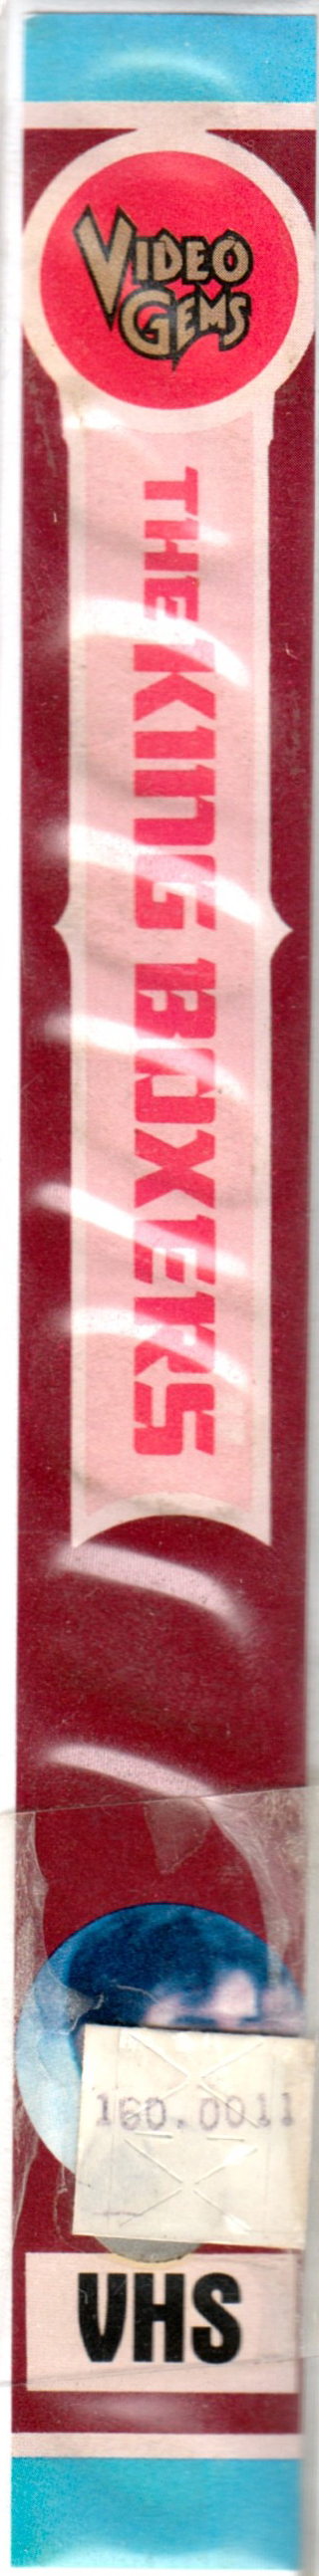 VIDEO
GEMS
THE KING BOXERS
160.0011
VHS